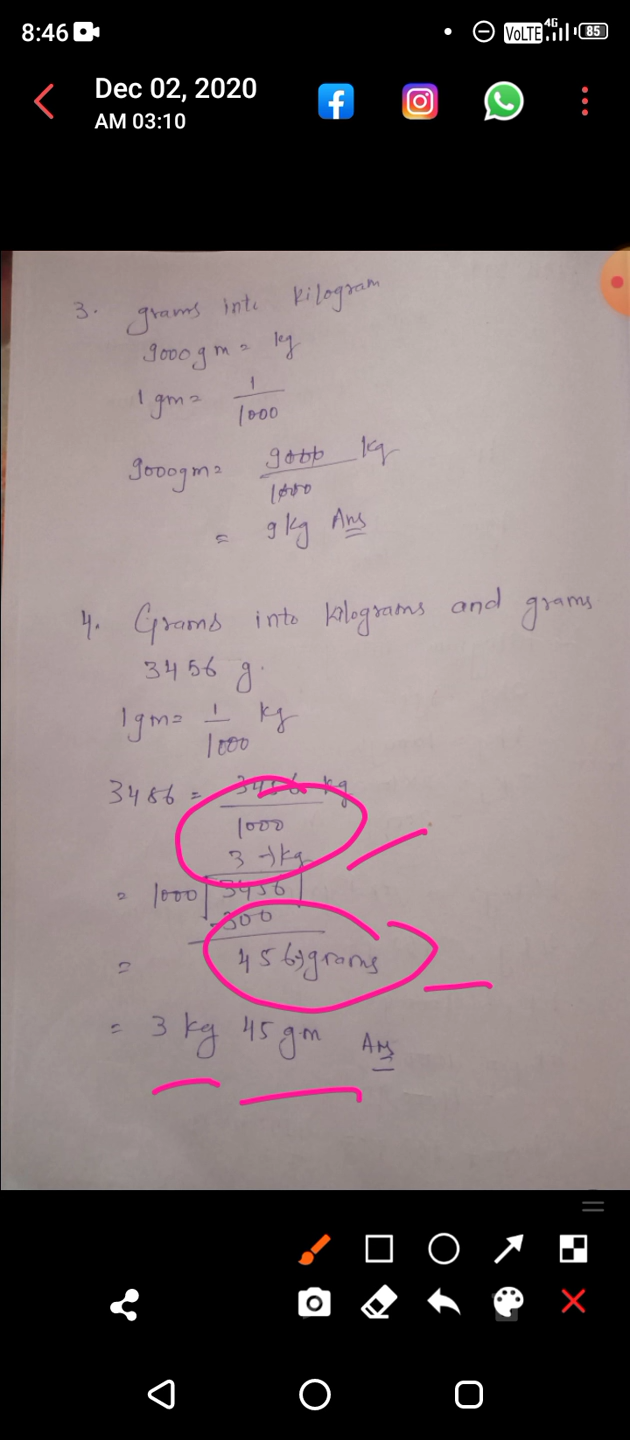 8:46
4G
VoLTE
85
Dec 02, 2020
AM 03:10
3. grams into kilogram
9000gm = kg
1 gm = 1
1000
9000gm = 9000 kg
1000
= 9kg Ans
4. Grams into kilograms and grams
3456 g.
1gm = 1 kg
1000
3456 = 3456 kg
1000
3 → kg
= 1000 3456
300
= 456→grams
= 3 kg 45 gm Ans